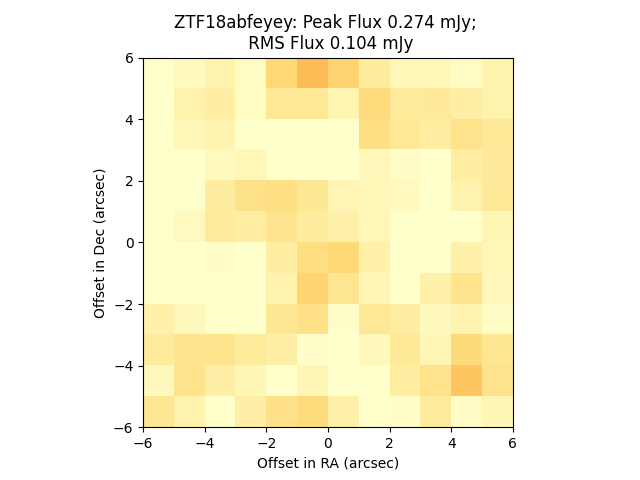 ZTF18abfeyey: Peak Flux 0.274 mJy;
RMS Flux 0.104 mJy
6
4
2
0
−2
−4
−6
Offset in Dec (arcsec)
−6 −4 −2 0 2 4 6
Offset in RA (arcsec)